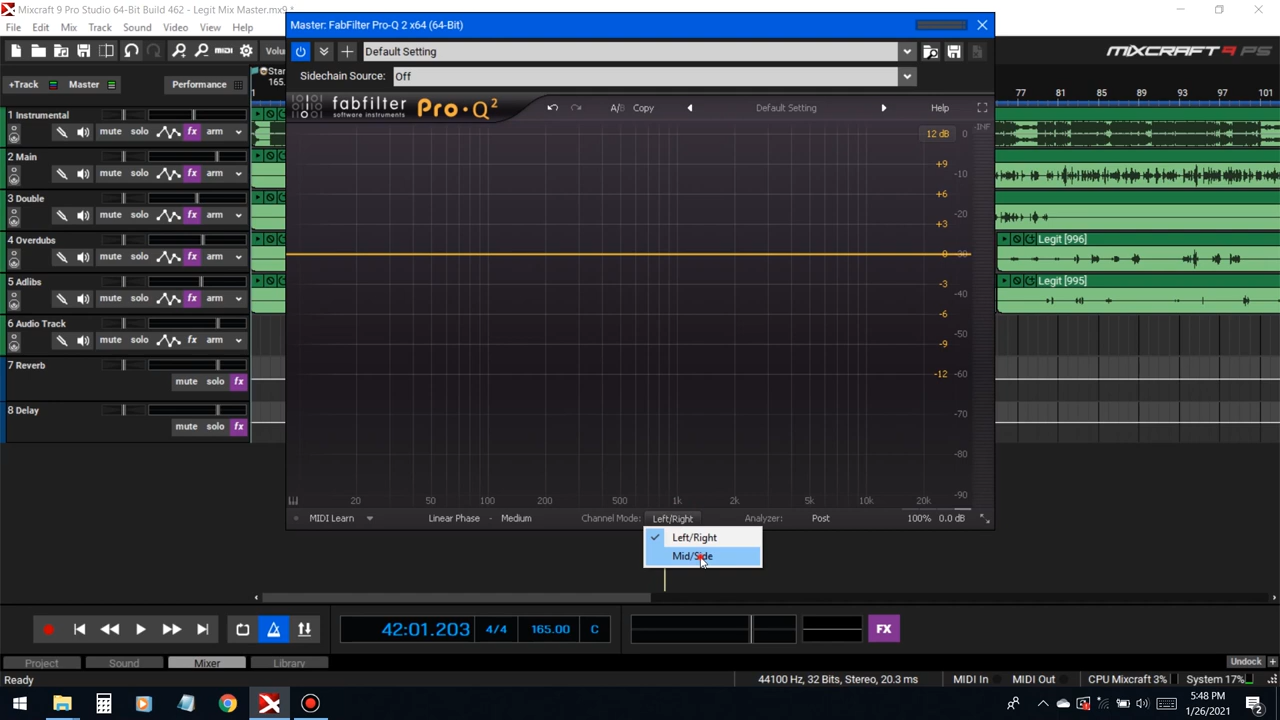 Mixcraft 9 Pro Studio 64-Bit Build 462 - Legit Mix Master.mx9 *
File Edit Mix Track Sound Video View Help
Master: FabFilter Pro-Q 2 x64 (64-Bit)
Default Setting
MIXCRAFT 9 PS
Sidechain Source: Off
+Track Master Performance
fabfilter
software instruments
Pro·Q²
A/B Copy Default Setting Help
77 81 85 89 93 97 101
1 Instrumental
mute solo fx arm
2 Main
mute solo fx arm
3 Double
mute solo fx arm
4 Overdubs
mute solo fx arm
5 Adlibs
mute solo fx arm
6 Audio Track
mute solo fx arm
7 Reverb
mute solo fx
8 Delay
mute solo fx
Legit [996]
Legit [995]
12 dB 0 -INF
+9 -10
+6 -20
+3
0 -30
-3 -40
-6 -50
-9
-12 -60
-70
-80
-90
20 50 100 200 500 1k 2k 5k 10k 20k
MIDI Learn Linear Phase - Medium Channel Mode: Left/Right Analyzer: Post 100% 0.0 dB
Left/Right
Mid/Side
42:01.203 4/4 165.00 C
FX
Project Sound Mixer Library
Undock
Ready 44100 Hz, 32 Bits, Stereo, 20.3 ms MIDI In MIDI Out CPU Mixcraft 3% System 17%
5:48 PM
1/26/2021
2